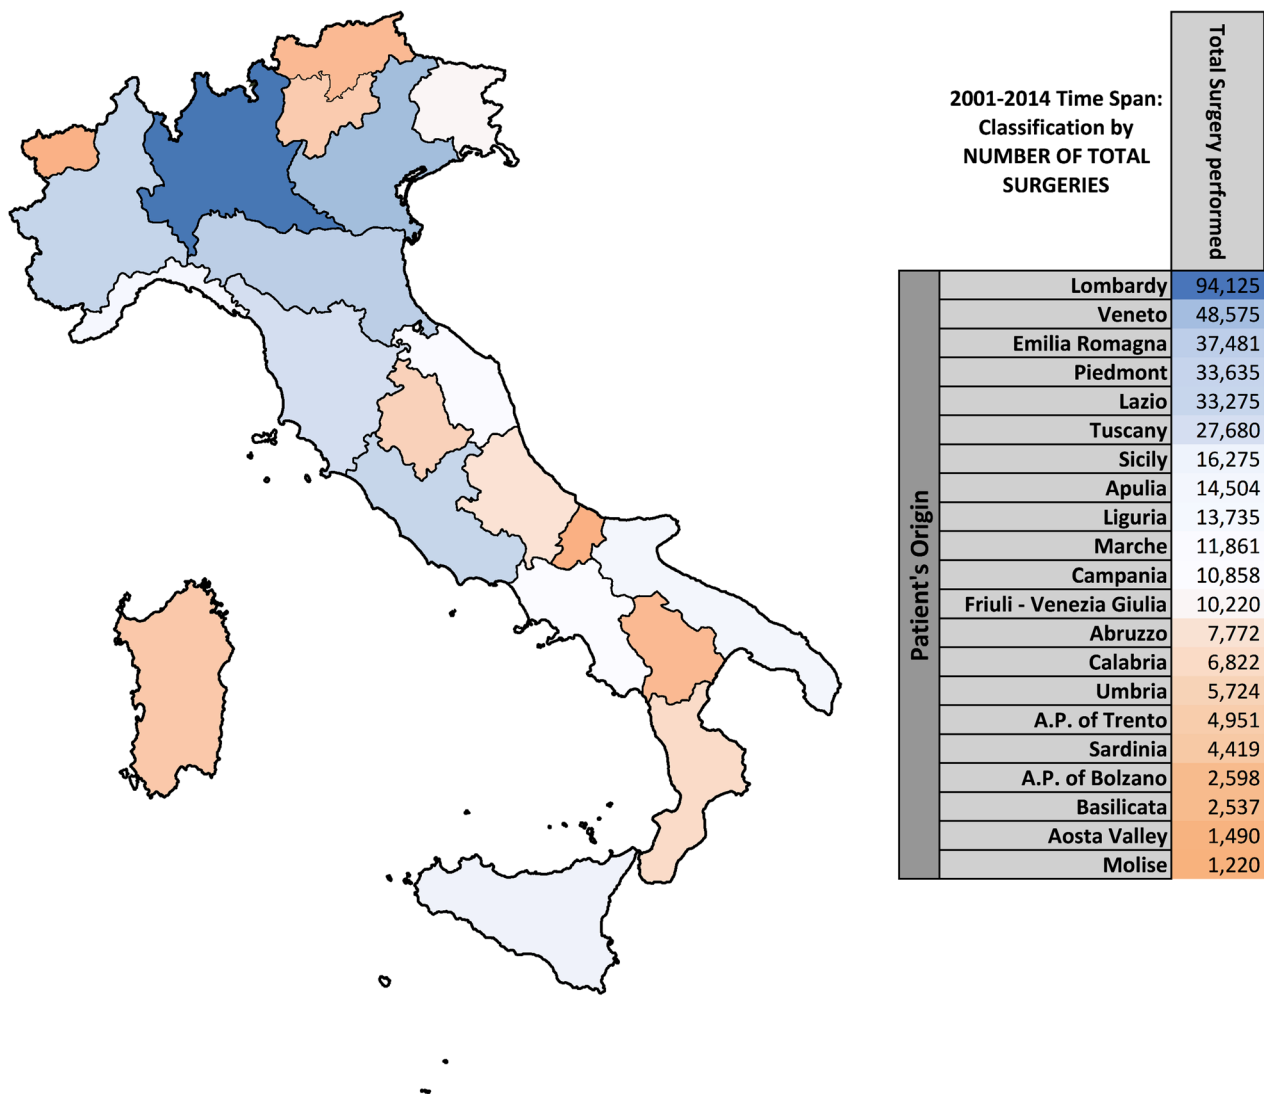 Total Surgery performed
2001-2014 Time Span:
Classification by
NUMBER OF TOTAL
SURGERIES
Patient's Origin
Lombardy 94,125
Veneto 48,575
Emilia Romagna 37,481
Piedmont 33,635
Lazio 33,275
Tuscany 27,680
Sicily 16,275
Apulia 14,504
Liguria 13,735
Marche 11,861
Campania 10,858
Friuli - Venezia Giulia 10,220
Abruzzo 7,772
Calabria 6,822
Umbria 5,724
A.P. of Trento 4,951
Sardinia 4,419
A.P. of Bolzano 2,598
Basilicata 2,537
Aosta Valley 1,490
Molise 1,220